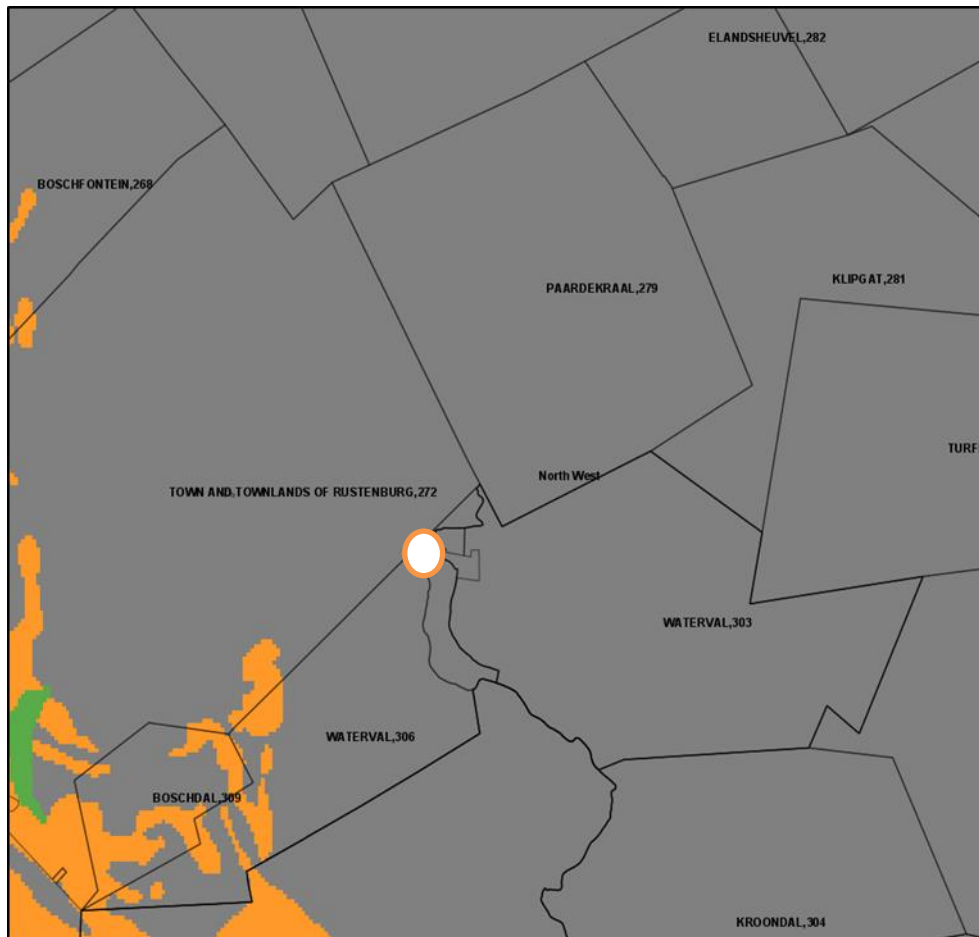 ELANDSHEUVEL,282
BOSCHFONTEIN,268
KLIPGAT,281
PAARDEKRAAL,279
TURF
North West
TOWN AND TOWNLANDS OF RUSTENBURG,272
WATERVAL,303
WATERVAL,306
BOSCHDAL,309
KROONDAL,304